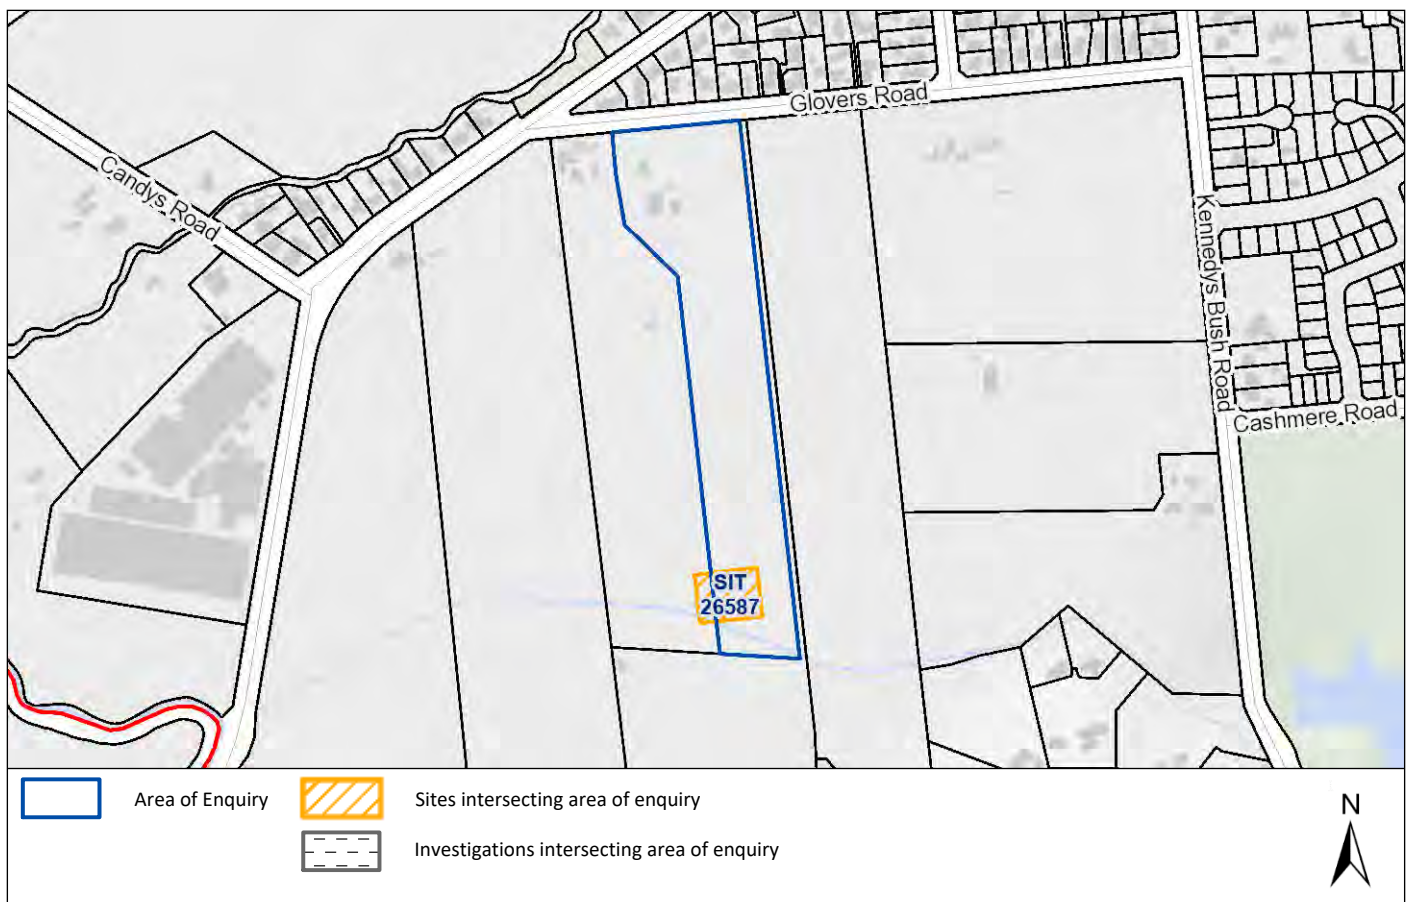 Glovers Road
Candys Road
Kennedys Bush Road
Cashmere Road
SIT
26587
Area of Enquiry
Sites intersecting area of enquiry
N
Investigations intersecting area of enquiry